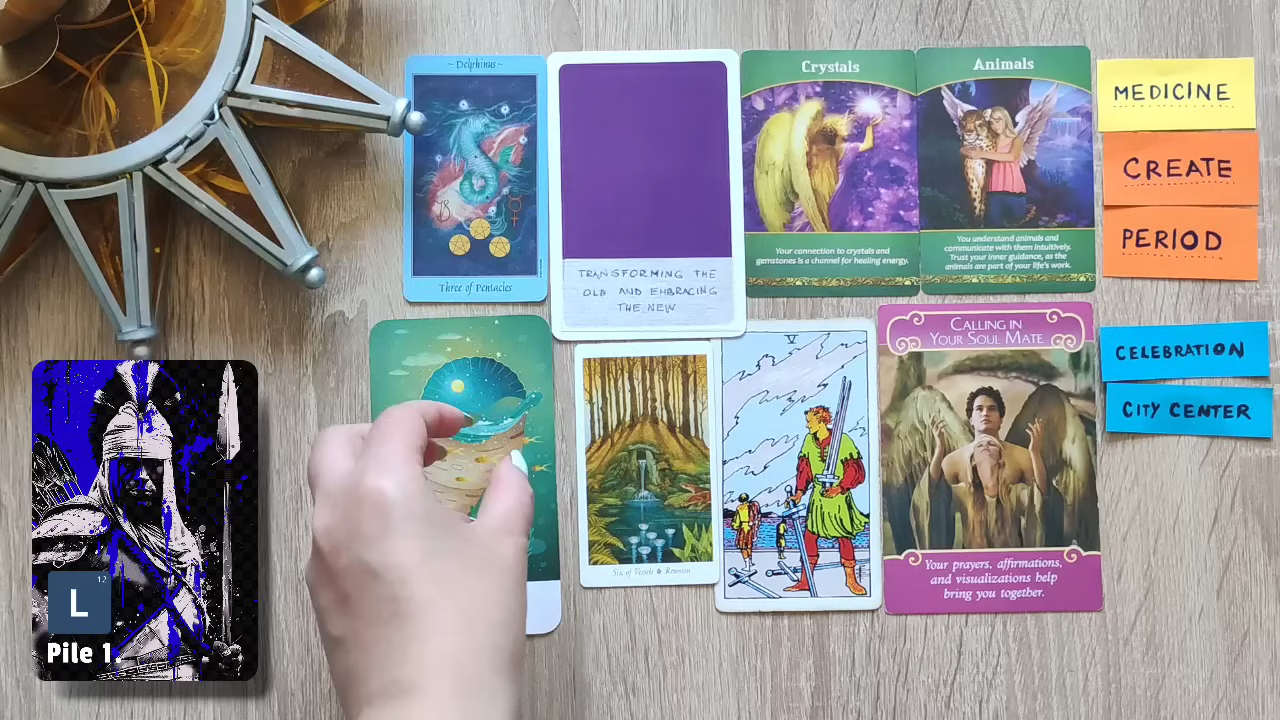 ~ Delphinus ~
Three of Pentacles
TRANSFORMING THE
OLD AND EMBRACING
THE NEW
Crystals
Your connection to crystals and
gemstones is a channel for healing energy.
Animals
You understand animals and
communicate with them intuitively.
Trust your inner guidance, as the
animals are part of your life's work.
MEDICINE
CREATE
PERIOD
CELEBRATION
CITY CENTER
Six of Vessels Reunion
V
CALLING IN
YOUR SOUL MATE
Your prayers, affirmations,
and visualizations help
bring you together.
12
L
Pile 1.